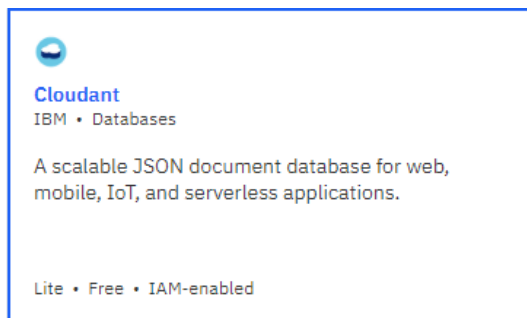 Cloudant
IBM • Databases
A scalable JSON document database for web,
mobile, IoT, and serverless applications.
Lite • Free • IAM-enabled